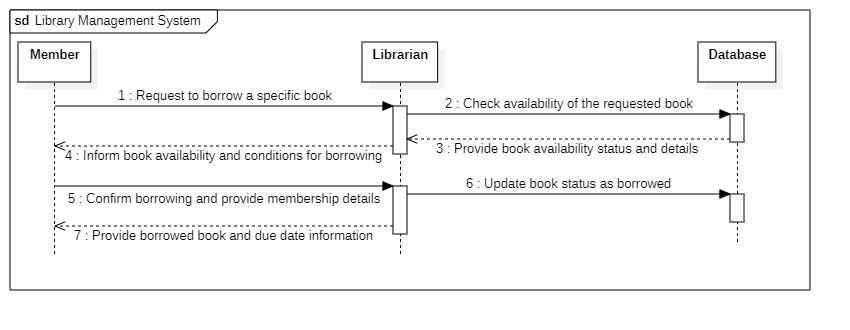 sd Library Management System
Member
Librarian
Database
1 : Request to borrow a specific book
2 : Check availability of the requested book
3 : Provide book availability status and details
4 : Inform book availability and conditions for borrowing
5 : Confirm borrowing and provide membership details
6 : Update book status as borrowed
7 : Provide borrowed book and due date information